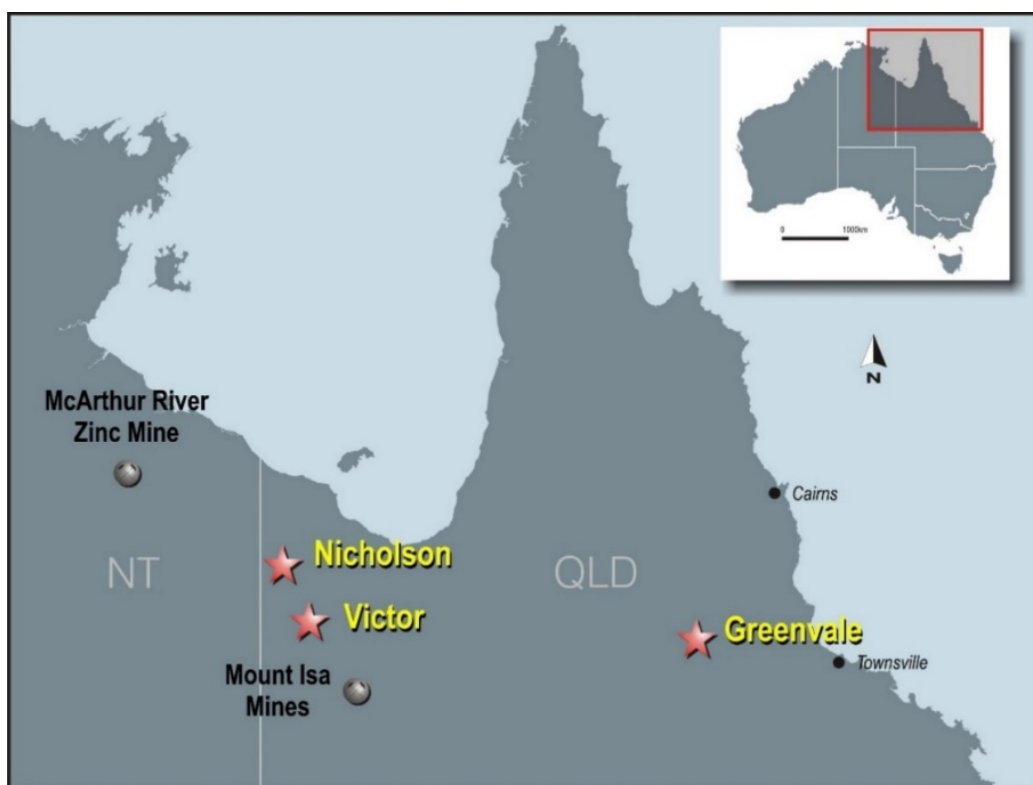 0
1000km
N
McArthur River
Zinc Mine
Cairns
NT
Nicholson
QLD
Victor
Greenvale
Mount Isa
Mines
Townsville